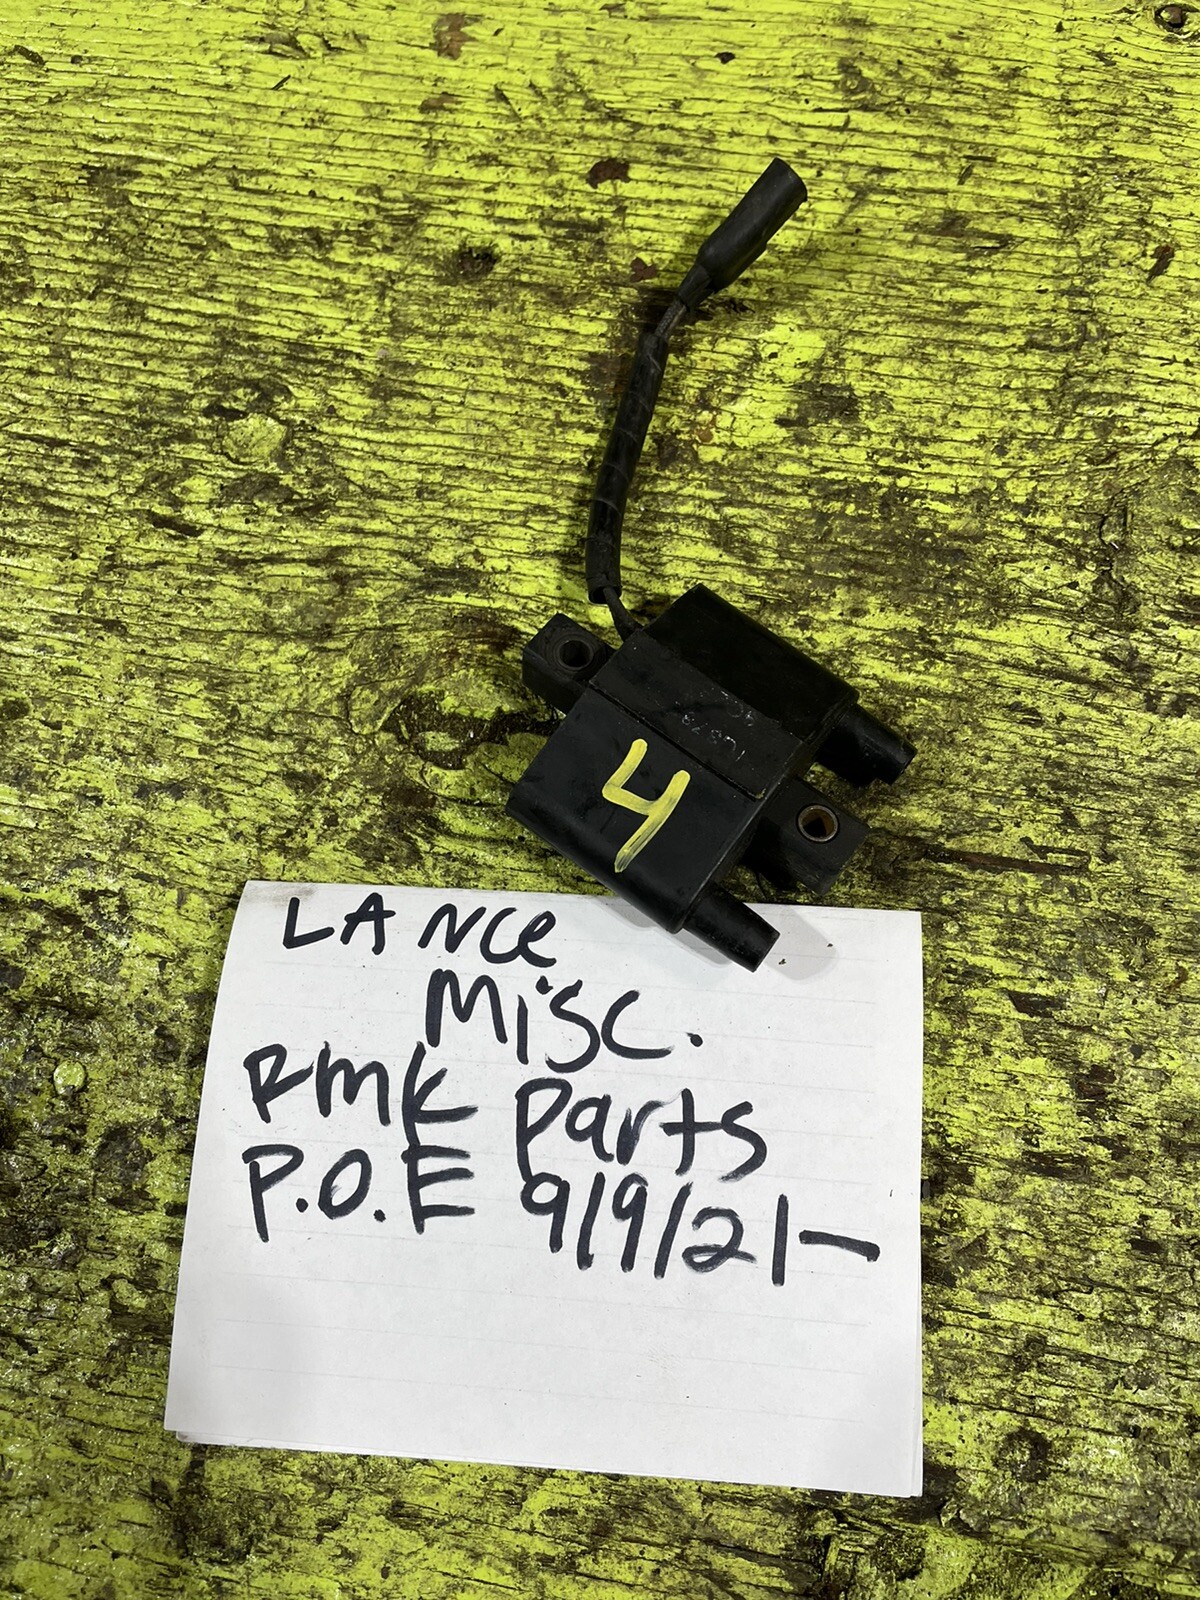 4
LANce
Misc.
RMK Parts
P.O.E 9/9/21-